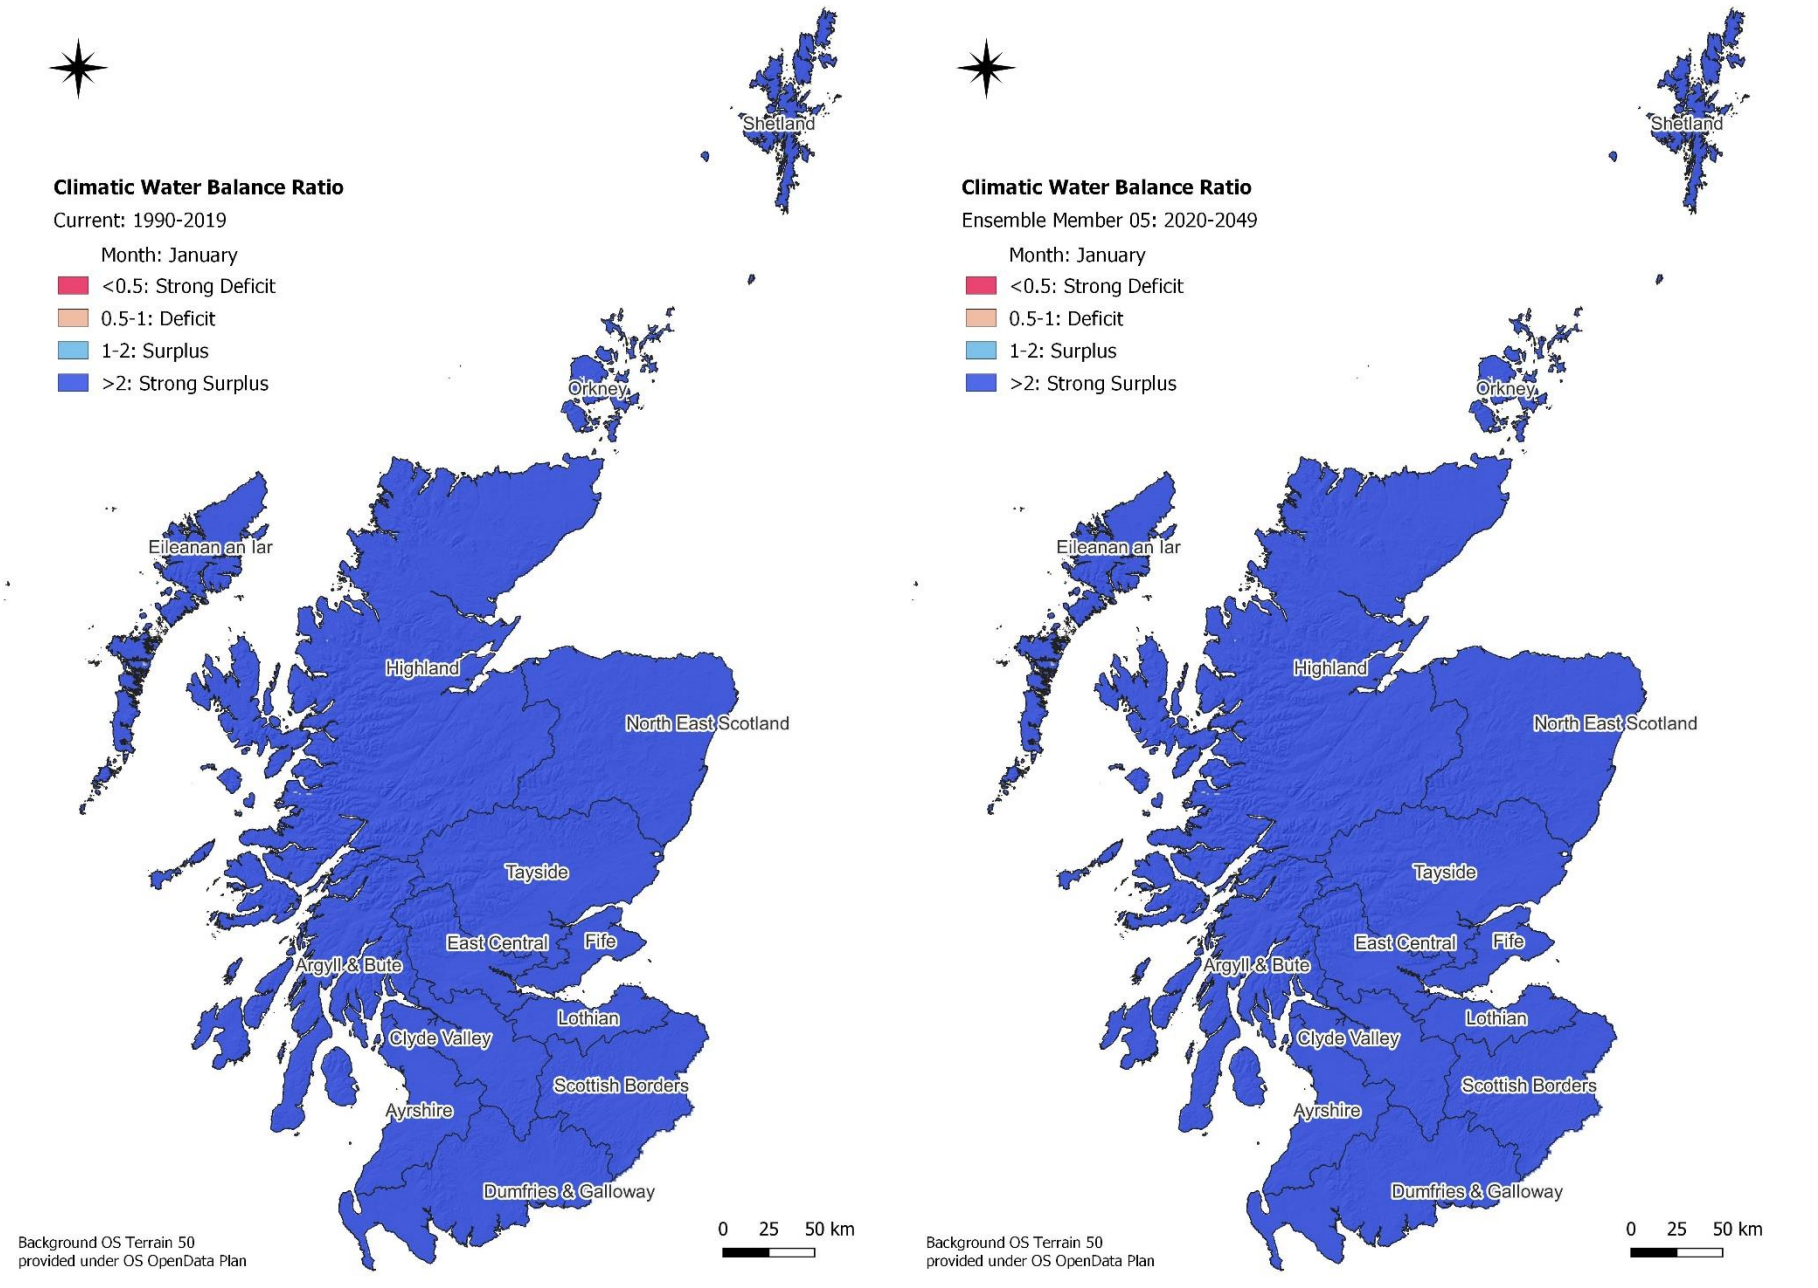 Climatic Water Balance Ratio
Current: 1990-2019
Month: January
<0.5: Strong Deficit
0.5-1: Deficit
1-2: Surplus
>2: Strong Surplus
Shetland
Orkney
Eileanan an Iar
Highland
North East Scotland
Tayside
East Central
Fife
Argyll & Bute
Lothian
Clyde Valley
Scottish Borders
Ayrshire
Dumfries & Galloway
0 25 50 km
Background OS Terrain 50
provided under OS OpenData Plan
Climatic Water Balance Ratio
Ensemble Member 05: 2020-2049
Month: January
<0.5: Strong Deficit
0.5-1: Deficit
1-2: Surplus
>2: Strong Surplus
Shetland
Orkney
Eileanan an Iar
Highland
North East Scotland
Tayside
East Central
Fife
Argyll & Bute
Lothian
Clyde Valley
Scottish Borders
Ayrshire
Dumfries & Galloway
0 25 50 km
Background OS Terrain 50
provided under OS OpenData Plan